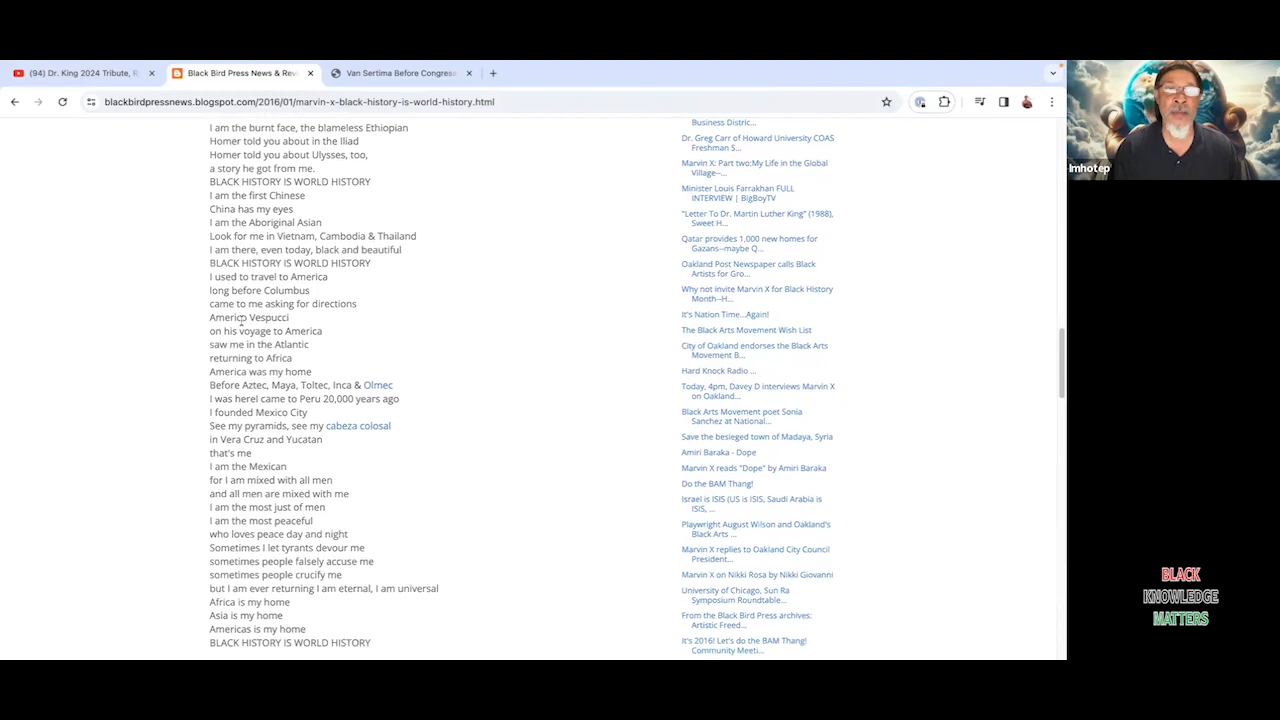 (94) Dr. King 2024 Tribute, R
Black Bird Press News & Revi
Van Sertima Before Congress
blackbirdpressnews.blogspot.com/2016/01/marvin-x-black-history-is-world-history.html
I am the burnt face, the blameless Ethiopian
Homer told you about in the Iliad
Homer told you about Ulysses, too,
a story he got from me.
BLACK HISTORY IS WORLD HISTORY
I am the first Chinese
China has my eyes
I am the Aboriginal Asian
Look for me in Vietnam, Cambodia & Thailand
I am there, even today, black and beautiful
BLACK HISTORY IS WORLD HISTORY
I used to travel to America
long before Columbus
came to me asking for directions
Americo Vespucci
on his voyage to America
saw me in the Atlantic
returning to Africa
America was my home
Before Aztec, Maya, Toltec, Inca & Olmec
I was hereI came to Peru 20,000 years ago
I founded Mexico City
See my pyramids, see my cabeza colosal
in Vera Cruz and Yucatan
that's me
I am the Mexican
for I am mixed with all men
and all men are mixed with me
I am the most just of men
I am the most peaceful
who loves peace day and night
Sometimes I let tyrants devour me
sometimes people falsely accuse me
sometimes people crucify me
but I am ever returning I am eternal, I am universal
Africa is my home
Asia is my home
Americas is my home
BLACK HISTORY IS WORLD HISTORY
Business Distric...
Dr. Greg Carr of Howard University COAS
Freshman S...
Marvin X: Part two:My Life in the Global
Village--...
Minister Louis Farrakhan FULL
INTERVIEW | BigBoyTV
"Letter To Dr. Martin Luther King" (1988),
Sweet H...
Qatar provides 1,000 new homes for
Gazans--maybe Q...
Oakland Post Newspaper calls Black
Artists for Gro...
Why not invite Marvin X for Black History
Month--H...
It's Nation Time...Again!
The Black Arts Movement Wish List
City of Oakland endorses the Black Arts
Movement B...
Hard Knock Radio ...
Today, 4pm, Davey D interviews Marvin X
on Oakland...
Black Arts Movement poet Sonia
Sanchez at National...
Save the besieged town of Madaya, Syria
Amiri Baraka - Dope
Marvin X reads "Dope" by Amiri Baraka
Do the BAM Thang!
Israel is ISIS (US is ISIS, Saudi Arabia is
ISIS, ...
Playwright August Wilson and Oakland's
Black Arts ...
Marvin X replies to Oakland City Council
President...
Marvin X on Nikki Rosa by Nikki Giovanni
University of Chicago, Sun Ra
Symposium Roundtable...
From the Black Bird Press archives:
Artistic Freed...
It's 2016! Let's do the BAM Thang!
Community Meeti...
Imhotep
BLACK
KNOWLEDGE
MATTERS